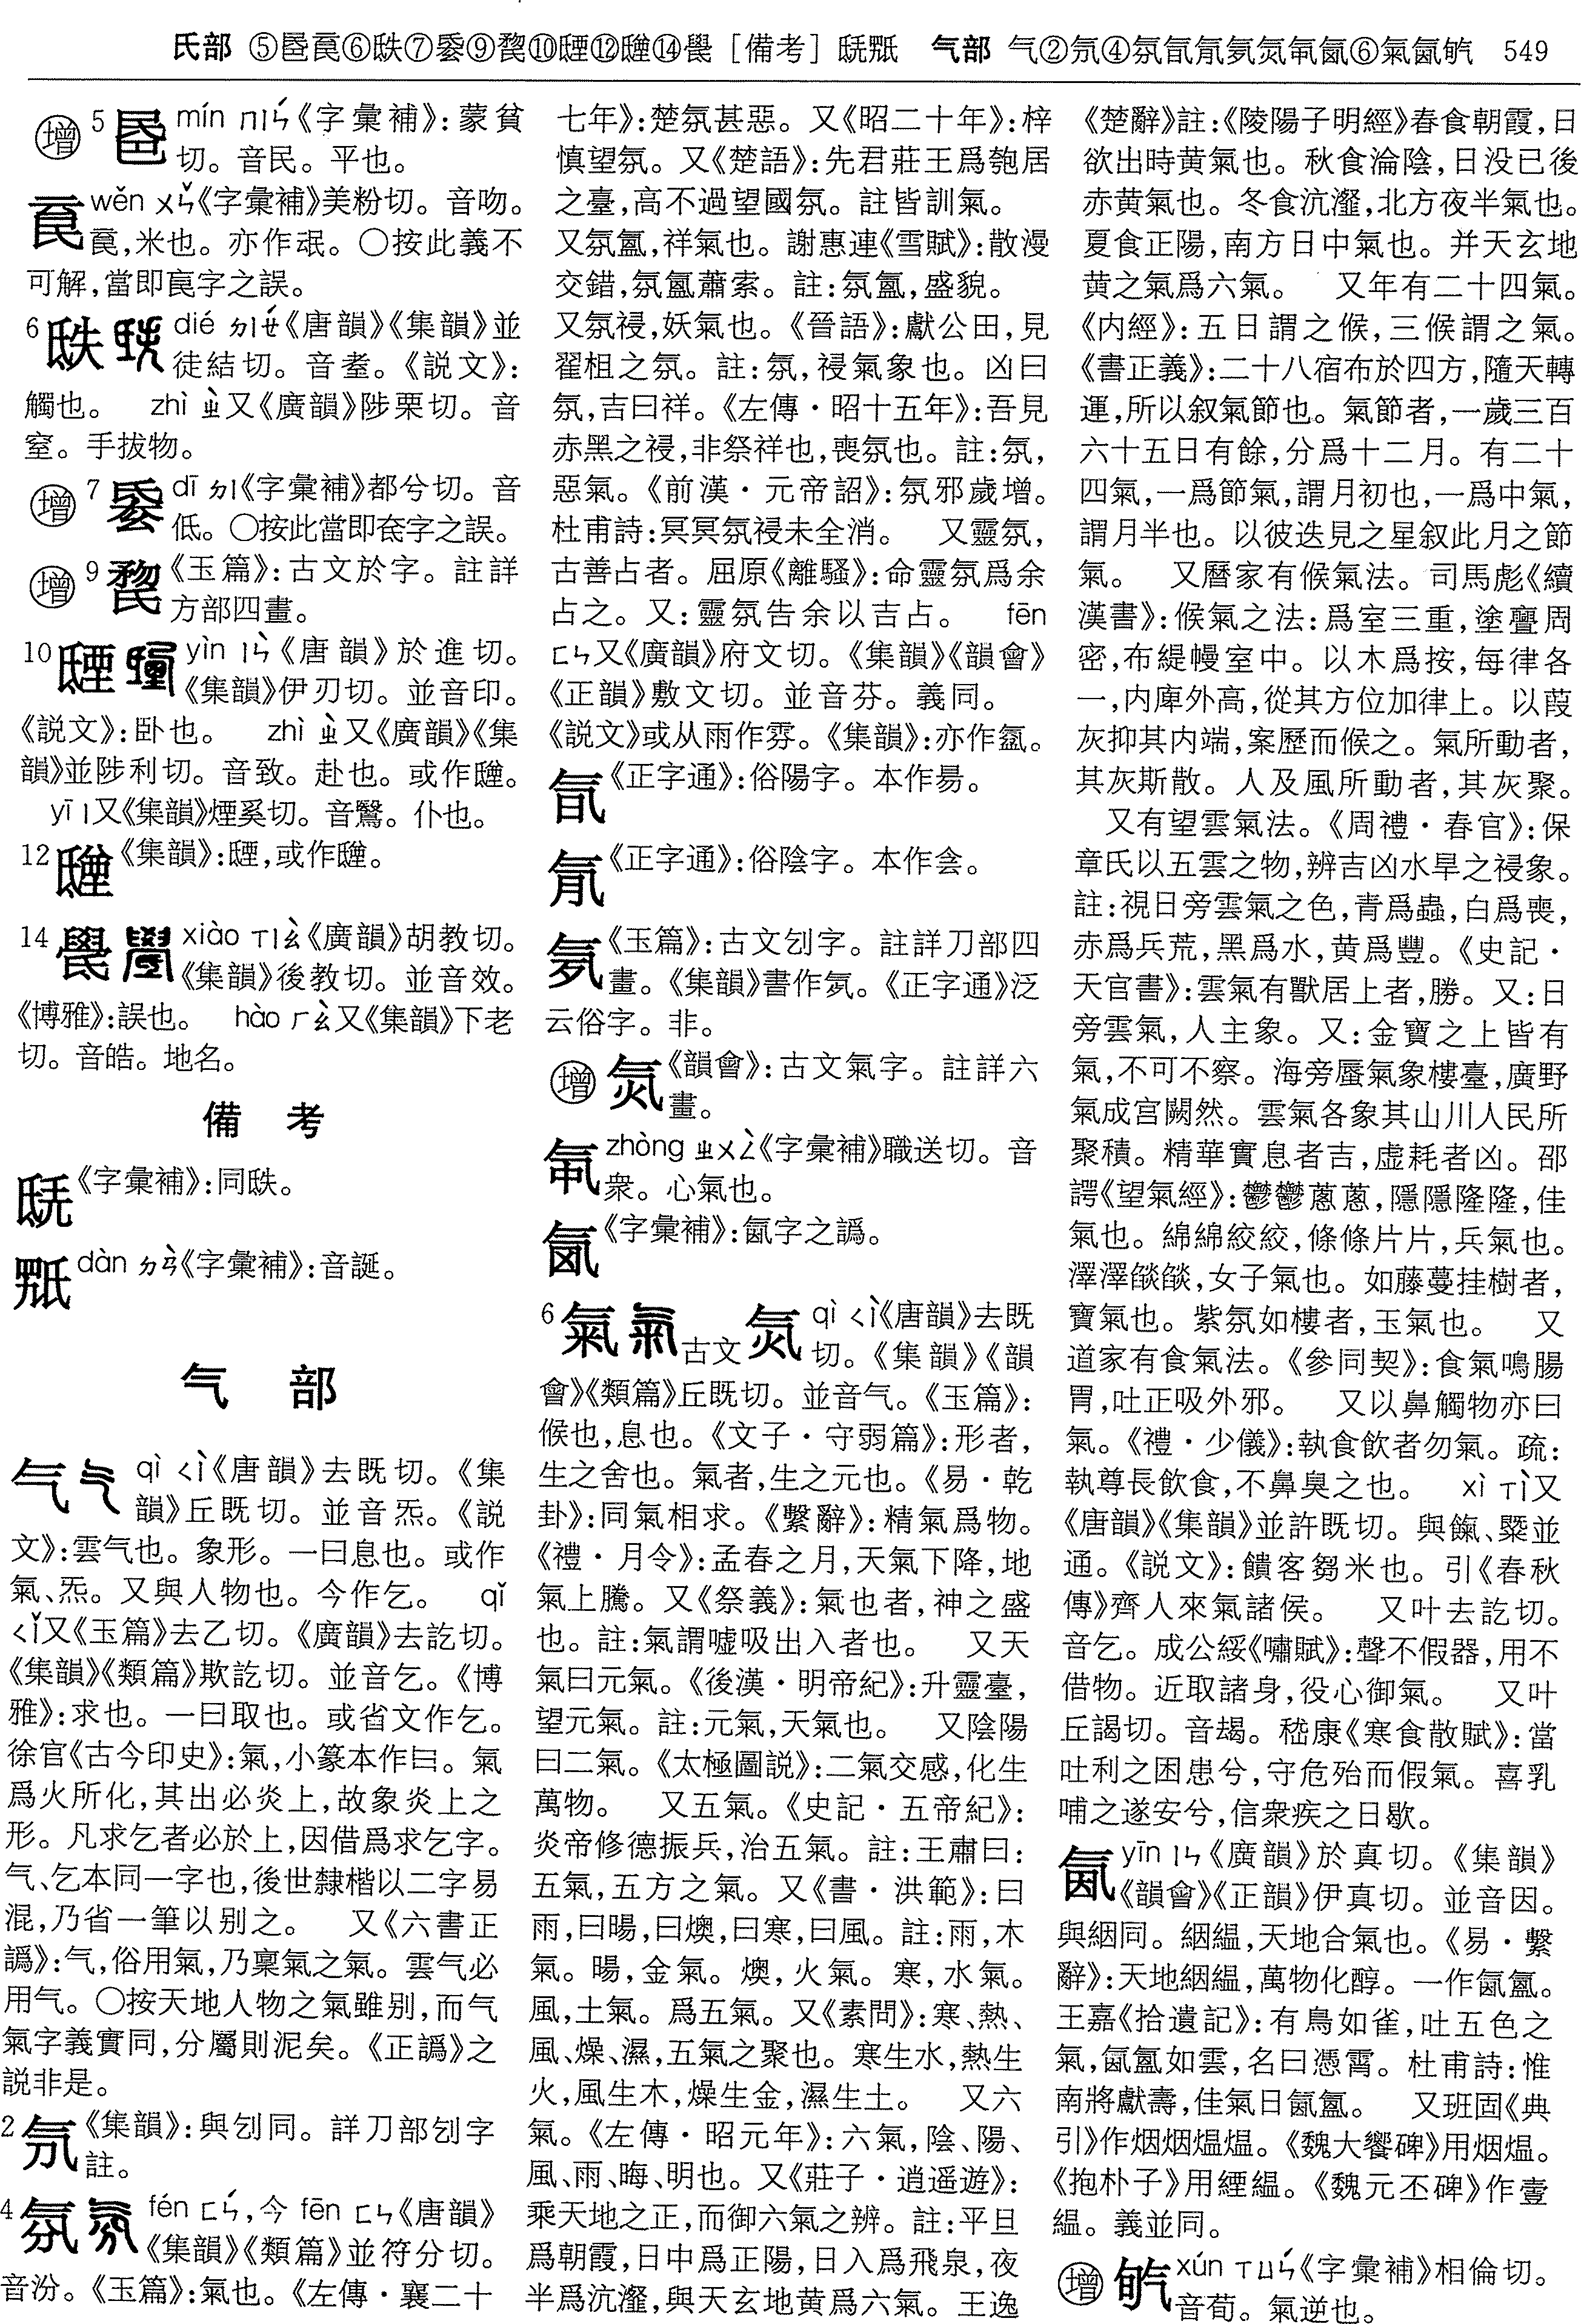 氏部 ⑤ ⑥ ⑦ ⑨ ⑩ ⑫ ⑭ [備考] 气部 气②氖④氛 氣氤 549
增 5 mín ㄇㄧㄣˊ《字彙補》：蒙貧
切。音民。平也。
wěn ㄨㄣˇ《字彙補》美粉切。音吻。
，米也。亦作 。○按此義不
可解，當即 字之誤。
6 dié ㄉㄧㄝˊ《唐韻》《集韻》並
徒結切。音耋。《説文》：
觸也。 zhì ㄓˋ又《廣韻》陟栗切。音
窒。手拔物。
增 7 dī ㄉㄧ《字彙補》都兮切。音
低。○按此當即 字之誤。
增 9 《玉篇》：古文於字。註詳
方部四畫。
10 yìn ㄧㄣˋ《唐韻》於進切。
《集韻》伊刃切。並音印。
《説文》：卧也。 zhì ㄓˋ又《廣韻》《集
韻》並陟利切。音致。赴也。或作 。
yī ㄧ又《集韻》煙奚切。音鷖。仆也。
12 《集韻》： ，或作 。
14 xiào ㄒㄧㄠˋ《廣韻》胡教切。
《集韻》後教切。並音效。
《博雅》：誤也。 hào ㄏㄠˋ又《集韻》下老
切。音皓。地名。
備 考
《字彙補》：同 。
dàn ㄉㄢˋ《字彙補》：音誕。
气 部
气 qì ㄑㄧˋ《唐韻》去既切。《集
韻》丘既切。並音炁。《説
文》：雲气也。象形。一曰息也。或作
氣、炁。又與人物也。今作乞。 qǐ
ㄑㄧˇ又《玉篇》去乙切。《廣韻》去訖切。
《集韻》《類篇》欺訖切。並音乞。《博
雅》：求也。一曰取也。或省文作乞。
徐官《古今印史》：氣，小篆本作 。氣
爲火所化，其出必炎上，故象炎上之
形。凡求乞者必於上，因借爲求乞字。
气、乞本同一字也，後世隸楷以二字易
混，乃省一筆以别之。 又《六書正
譌》：气，俗用氣，乃稟氣之氣。雲气必
用气。○按天地人物之氣雖别，而气
氣字義實同，分屬則泥矣。《正譌》之
説非是。
2 《集韻》：與刉同。詳刀部刉字
註。
4 氛 fén ㄈㄣˊ，今 fēn ㄈㄣ《唐韻》
《集韻》《類篇》並符分切。
音汾。《玉篇》：氣也。《左傳·襄二十
七年》：楚氛甚惡。又《昭二十年》：梓
慎望氛。又《楚語》：先君莊王爲匏居
之臺，高不過望國氛。註皆訓氣。
又氛氲，祥氣也。謝惠連《雪賦》：散漫
交錯，氛氲蕭索。註：氛氲，盛貌。
又氛祲，妖氣也。《晉語》：獻公田，見
翟柤之氛。註：氛，祲氣象也。凶曰
氛，吉曰祥。《左傳·昭十五年》：吾見
赤黑之祲，非祭祥也，喪氛也。註：氛，
惡氣。《前漢·元帝詔》：氛邪歲增。
杜甫詩：冥冥氛祲未全消。 又靈氛，
古善占者。屈原《離騷》：命靈氛爲余
占之。又：靈氛告余以吉占。 fēn
ㄈㄣ又《廣韻》府文切。《集韻》《韻會》
《正韻》敷文切。並音芬。義同。
《説文》或从雨作雰。《集韻》：亦作 。
《正字通》：俗陽字。本作昜。
《正字通》：俗陰字。本作侌。
《玉篇》：古文刉字。註詳刀部四
畫。《集韻》書作 。《正字通》泛
云俗字。非。
增 《韻會》：古文氣字。註詳六
畫。
zhòng ㄓㄨㄥˋ《字彙補》職送切。音
衆。心氣也。
《字彙補》：氤字之譌。
6 氣 古文 qì ㄑㄧˋ《唐韻》去既
切。《集韻》《韻
會》《類篇》丘既切。並音气。《玉篇》：
候也，息也。《文子·守弱篇》：形者，
生之舍也。氣者，生之元也。《易·乾
卦》：同氣相求。《繫辭》：精氣爲物。
《禮·月令》：孟春之月，天氣下降，地
氣上騰。又《祭義》：氣也者，神之盛
也。註：氣謂噓吸出入者也。 又天
氣曰元氣。《後漢·明帝紀》：升靈臺，
望元氣。註：元氣，天氣也。 又陰陽
曰二氣。《太極圖説》：二氣交感，化生
萬物。 又五氣。《史記·五帝紀》：
炎帝修德振兵，治五氣。註：王肅曰：
五氣，五方之氣。又《書·洪範》：曰
雨，曰暘，曰燠，曰寒，曰風。註：雨，木
氣。暘，金氣。燠，火氣。寒，水氣。
風，土氣。爲五氣。又《素問》：寒、熱、
風、燥、濕，五氣之聚也。寒生水，熱生
火，風生木，燥生金，濕生土。 又六
氣。《左傳·昭元年》：六氣，陰、陽、
風、雨、晦、明也。又《莊子·逍遥遊》：
乘天地之正，而御六氣之辨。註：平旦
爲朝霞，日中爲正陽，日入爲飛泉，夜
半爲沆瀣，與天玄地黄爲六氣。王逸
《楚辭》註：《陵陽子明經》春食朝霞，日
欲出時黄氣也。秋食淪陰，日没已後
赤黄氣也。冬食沆瀣，北方夜半氣也。
夏食正陽，南方日中氣也。并天玄地
黄之氣爲六氣。 又年有二十四氣。
《内經》：五日謂之候，三候謂之氣。
《書正義》：二十八宿布於四方，隨天轉
運，所以叙氣節也。氣節者，一歲三百
六十五日有餘，分爲十二月。有二十
四氣，一爲節氣，謂月初也，一爲中氣，
謂月半也。以彼迭見之星叙此月之節
氣。 又曆家有候氣法。司馬彪《續
漢書》：候氣之法：爲室三重，塗釁周
密，布緹幔室中。以木爲按，每律各
一，内庳外高，從其方位加律上。以葭
灰抑其内端，案歷而候之。氣所動者，
其灰斯散。人及風所動者，其灰聚。
又有望雲氣法。《周禮·春官》：保
章氏以五雲之物，辨吉凶水旱之祲象。
註：視日旁雲氣之色，青爲蟲，白爲喪，
赤爲兵荒，黑爲水，黄爲豐。《史記·
天官書》：雲氣有獸居上者，勝。又：日
旁雲氣，人主象。又：金寶之上皆有
氣，不可不察。海旁蜃氣象樓臺，廣野
氣成宫闕然。雲氣各象其山川人民所
聚積。精華實息者吉，虚耗者凶。邵
諤《望氣經》：鬱鬱蔥蔥，隱隱隆隆，佳
氣也。綿綿絞絞，條條片片，兵氣也。
澤澤燄燄，女子氣也。如藤蔓挂樹者，
寶氣也。紫氛如樓者，玉氣也。 又
道家有食氣法。《參同契》：食氣鳴腸
胃，吐正吸外邪。 又以鼻觸物亦曰
氣。《禮·少儀》：執食飲者勿氣。疏：
執尊長飲食，不鼻臭之也。 xì ㄒㄧˋ又
《唐韻》《集韻》並許既切。與餼、槩並
通。《説文》：饋客芻米也。引《春秋
傳》齊人來氣諸侯。 又叶去訖切。
音乞。成公綏《嘯賦》：聲不假器，用不
借物。近取諸身，役心御氣。 又叶
丘謁切。音朅。嵇康《寒食散賦》：當
吐利之困患兮，守危殆而假氣。喜乳
哺之遂安兮，信衆疾之日歇。
氤 yīn ㄧㄣ《廣韻》於真切。《集韻》
《韻會》《正韻》伊真切。並音因。
與絪同。絪緼，天地合氣也。《易·繫
辭》：天地絪緼，萬物化醇。一作氤氲。
王嘉《拾遺記》：有鳥如雀，吐五色之
氣，氤氲如雲，名曰憑霄。杜甫詩：惟
南將獻壽，佳氣日氤氲。 又班固《典
引》作烟烟熅熅。《魏大饗碑》用烟熅。
《抱朴子》用緸緼。《魏元丕碑》作壹
緼。義並同。
增 xún ㄒㄩㄣˊ《字彙補》相倫切。
音荀。氣逆也。